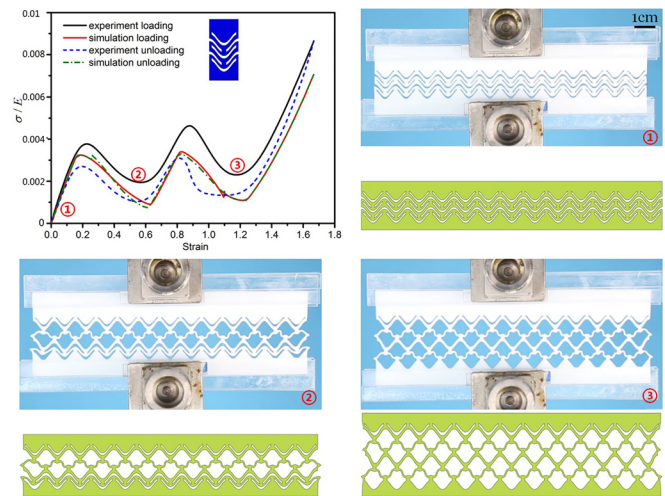 0.01
0.008
0.006
0.004
0.002
0
σ / E
experiment loading
simulation loading
experiment unloading
simulation unloading
①
②
③
0.0 0.2 0.4 0.6 0.8 1.0 1.2 1.4 1.6 1.8
Strain
1cm
①
②
③